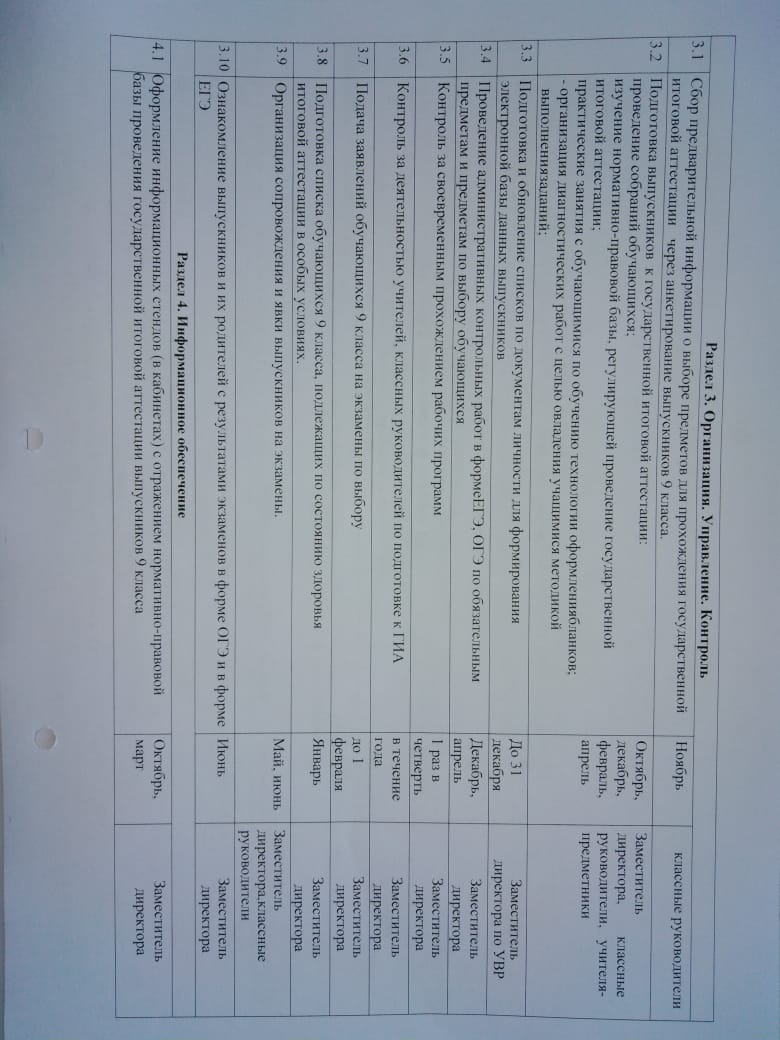 Раздел 3. Организация. Управление. Контроль
3.1 Сбор предварительной информации о выборе предметов для прохождения государственной
итоговой аттестации через анкетирование выпускников 9 класса.
Ноябрь
классные руководители
3.2 Подготовка выпускников к государственной итоговой аттестации:
проведение собраний обучающихся;
изучение нормативно-правовой базы, регулирующей проведение государственной
итоговой аттестации;
практические занятия с обучающимися по обучению технологии оформлениябланков;
- организация диагностических работ с целью овладения учащимися методикой
выполнениязаданий;
Октябрь,
декабрь,
февраль,
апрель
Заместитель
директора, классные
руководители, учителя-
предметники
3.3 Подготовка и обновление списков по документам личности для формирования
электронной базы данных выпускников
До 31
декабря
Заместитель
директора по УВР
3.4 Проведение административных контрольных работ в формеЕГЭ, ОГЭ по обязательным
предметам и предметам по выбору обучающихся
Декабрь,
апрель
Заместитель
директора
3.5 Контроль за своевременным прохождением рабочих программ
1 раз в
четверть
Заместитель
директора
3.6 Контроль за деятельностью учителей, классных руководителей по подготовке к ГИА
в течение
года
Заместитель
директора
3.7 Подача заявлений обучающихся 9 класса на экзамены по выбору
до 1
февраля
Заместитель
директора
3.8 Подготовка списка обучающихся 9 класса, подлежащих по состоянию здоровья
итоговой аттестации в особых условиях.
Январь
Заместитель
директора
3.9 Организация сопровождения и явки выпускников на экзамены.
Май, июнь
Заместитель
директора,классные
руководители
3.10 Ознакомление выпускников и их родителей с результатами экзаменов в форме ОГЭ и в форме
ЕГЭ
Июнь
Заместитель
директора
Раздел 4. Информационное обеспечение
4.1 Оформление информационных стендов (в кабинетах) с отражением нормативно-правовой
базы проведения государственной итоговой аттестации выпускников 9 класса
Октябрь,
март
Заместитель
директора